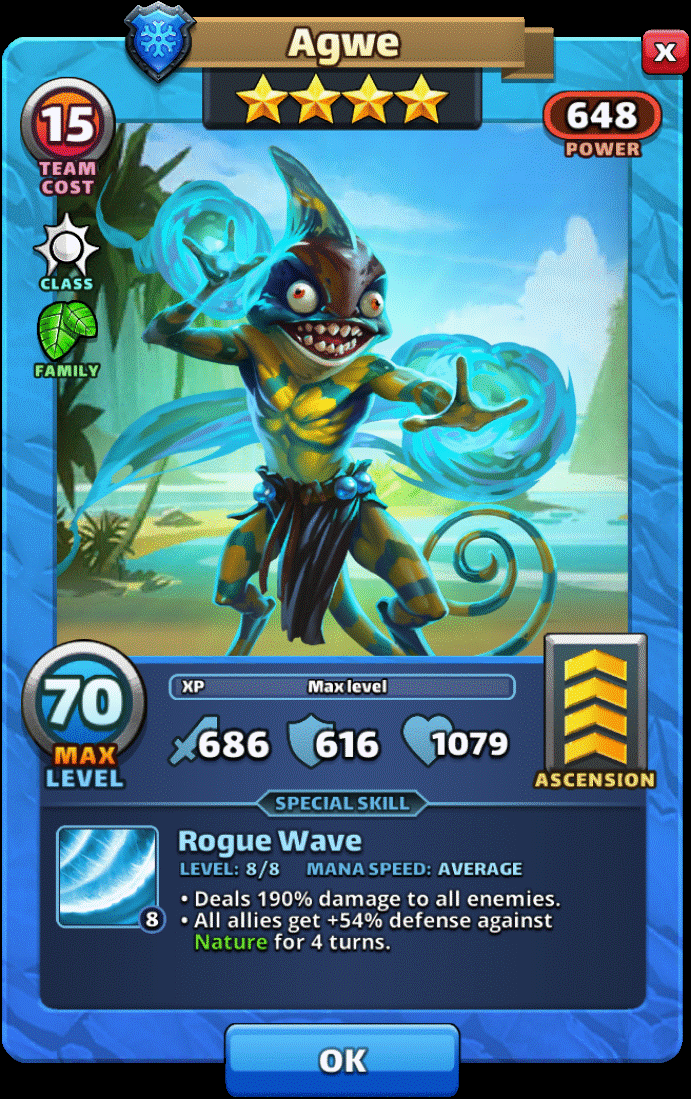 Agwe
X
15
TEAM
COST
648
POWER
CLASS
FAMILY
70
MAX
LEVEL
XP Max level
686 616 1079
ASCENSION
SPECIAL SKILL
Rogue Wave
LEVEL: 8/8 MANA SPEED: AVERAGE
8
• Deals 190% damage to all enemies.
• All allies get +54% defense against
Nature for 4 turns.
OK